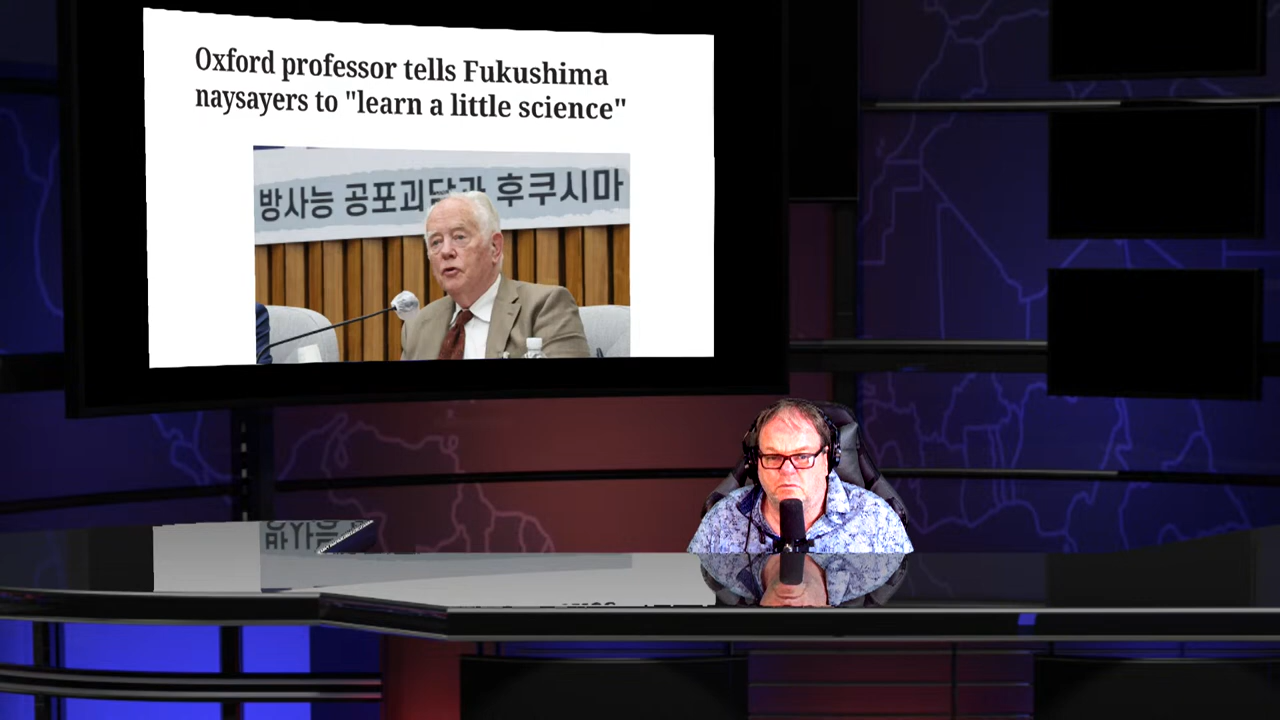 Oxford professor tells Fukushima
naysayers to "learn a little science"
방사능 공포괴담과 후쿠시마